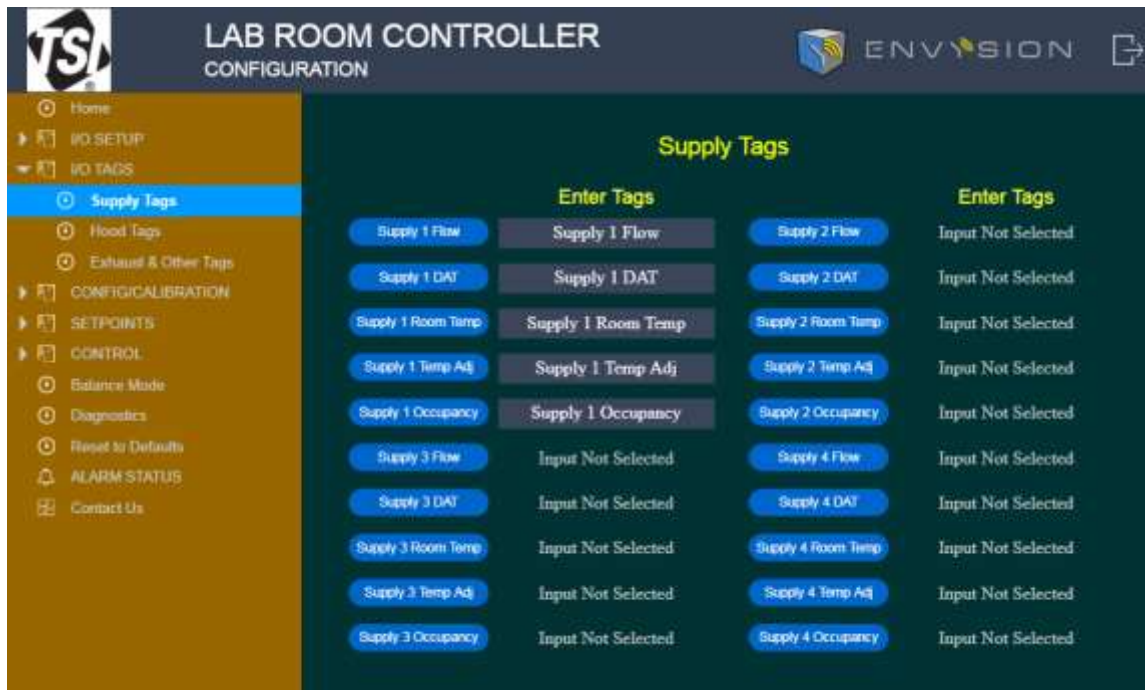 TSI
LAB ROOM CONTROLLER
CONFIGURATION
ENVYSION
Home
I/O SETUP
I/O TAGS
Supply Tags
Hood Tags
Exhaust & Other Tags
CONFIG/CALIBRATION
SETPOINTS
CONTROL
Balance Mode
Diagnostics
Reset to Defaults
ALARM STATUS
Contact Us
Supply Tags
Enter Tags Enter Tags
Supply 1 Flow Supply 1 Flow Supply 2 Flow Input Not Selected
Supply 1 DAT Supply 1 DAT Supply 2 DAT Input Not Selected
Supply 1 Room Temp Supply 1 Room Temp Supply 2 Room Temp Input Not Selected
Supply 1 Temp Adj Supply 1 Temp Adj Supply 2 Temp Adj Input Not Selected
Supply 1 Occupancy Supply 1 Occupancy Supply 2 Occupancy Input Not Selected
Supply 3 Flow Input Not Selected Supply 4 Flow Input Not Selected
Supply 3 DAT Input Not Selected Supply 4 DAT Input Not Selected
Supply 3 Room Temp Input Not Selected Supply 4 Room Temp Input Not Selected
Supply 3 Temp Adj Input Not Selected Supply 4 Temp Adj Input Not Selected
Supply 3 Occupancy Input Not Selected Supply 4 Occupancy Input Not Selected